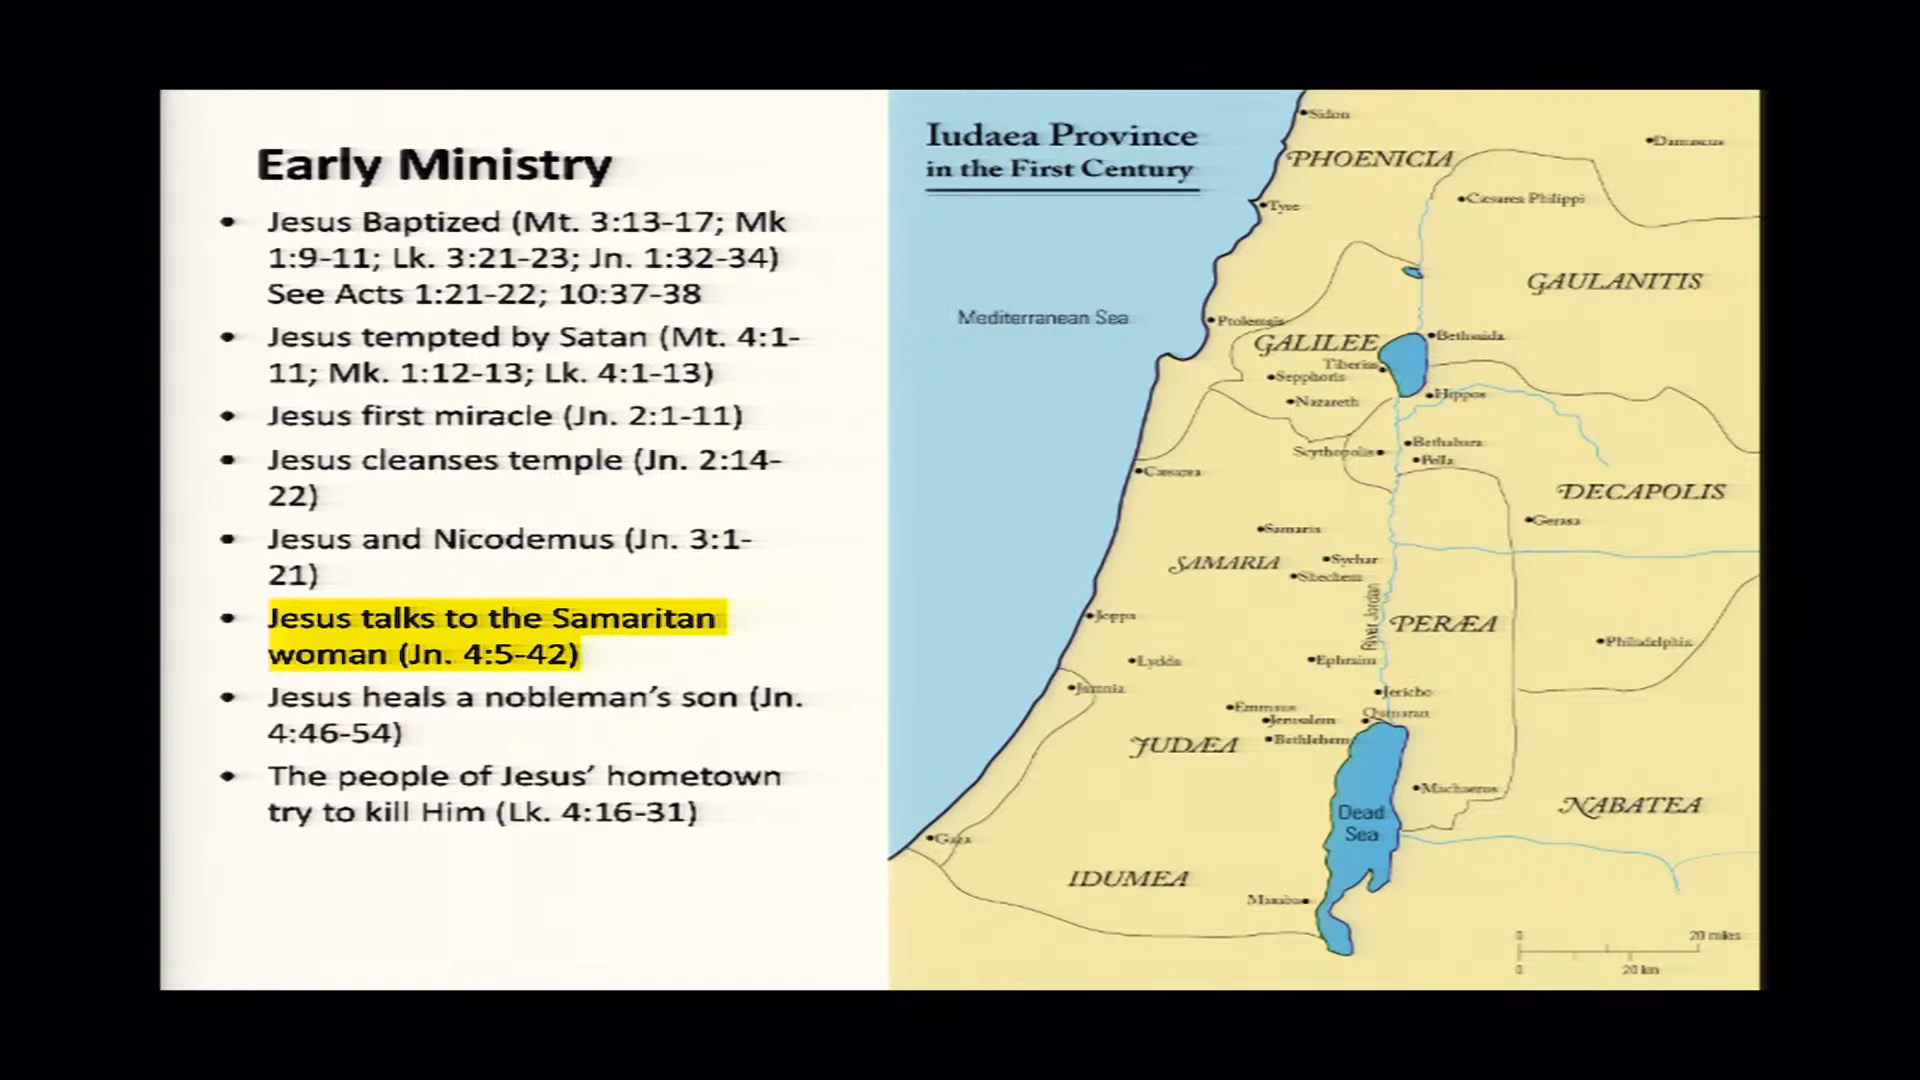 Early Ministry
• Jesus Baptized (Mt. 3:13-17; Mk
1:9-11; Lk. 3:21-23; Jn. 1:32-34)
See Acts 1:21-22; 10:37-38
• Jesus tempted by Satan (Mt. 4:1-
11; Mk. 1:12-13; Lk. 4:1-13)
• Jesus first miracle (Jn. 2:1-11)
• Jesus cleanses temple (Jn. 2:14-
22)
• Jesus and Nicodemus (Jn. 3:1-
21)
• Jesus talks to the Samaritan
woman (Jn. 4:5-42)
• Jesus heals a nobleman’s son (Jn.
4:46-54)
• The people of Jesus’ hometown
try to kill Him (Lk. 4:16-31)
Iudaea Province
in the First Century
Sidon
Damascus
PHOENICIA
Cæsarea Philippi
Tyre
GAULANITIS
Mediterranean Sea
Ptolemais
Bethsaida
GALILEE
Tiberias
Sepphoris
Hippos
Nazareth
Bethabara
Scythopolis
Pella
Cæsarea
DECAPOLIS
Gerasa
Samaria
Sychar
SAMARIA
Shechem
River Jordan
Joppa
PERÆA
Philadelphia
Lydda
Ephraim
Jamnia
Jericho
Emmaus
Qumaran
Jerusalem
Bethlehem
JUDÆA
Machaerus
NABATEA
Dead
Sea
Gaza
IDUMEA
0 20 miles
0 20 km